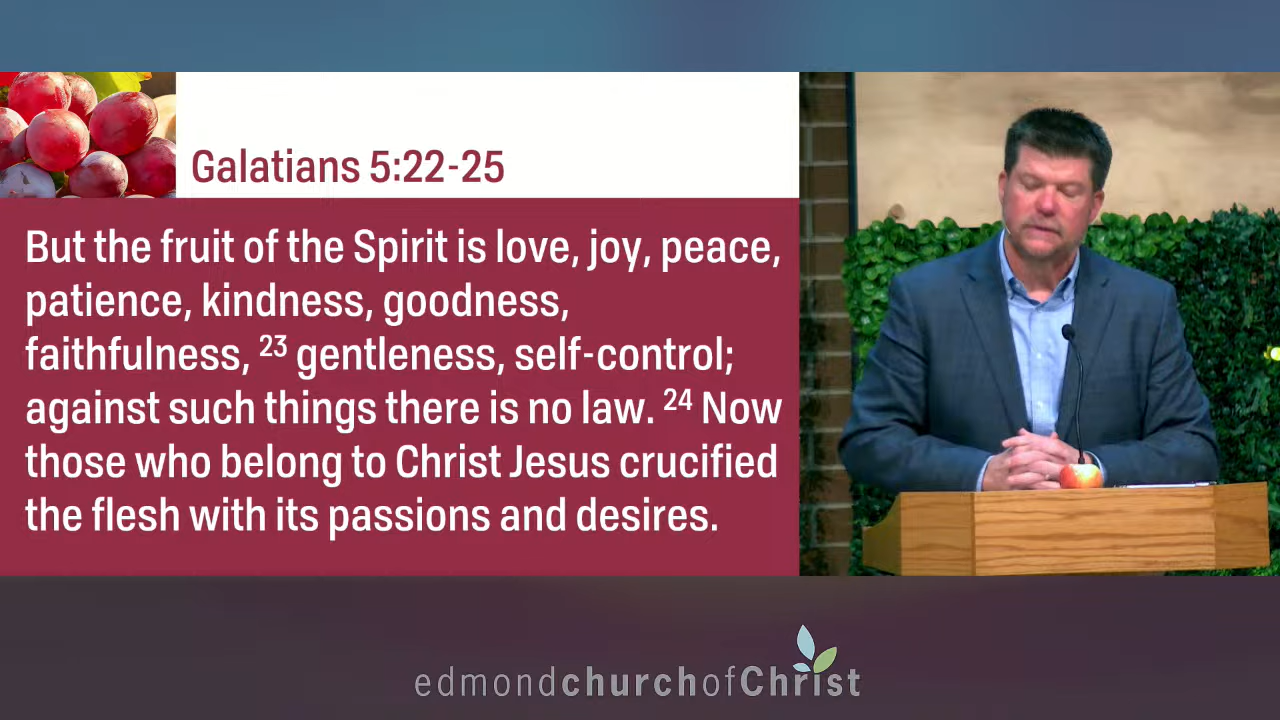 Galatians 5:22-25
But the fruit of the Spirit is love, joy, peace,
patience, kindness, goodness,
faithfulness, 23 gentleness, self-control;
against such things there is no law. 24 Now
those who belong to Christ Jesus crucified
the flesh with its passions and desires.
edmondchurchofChrist